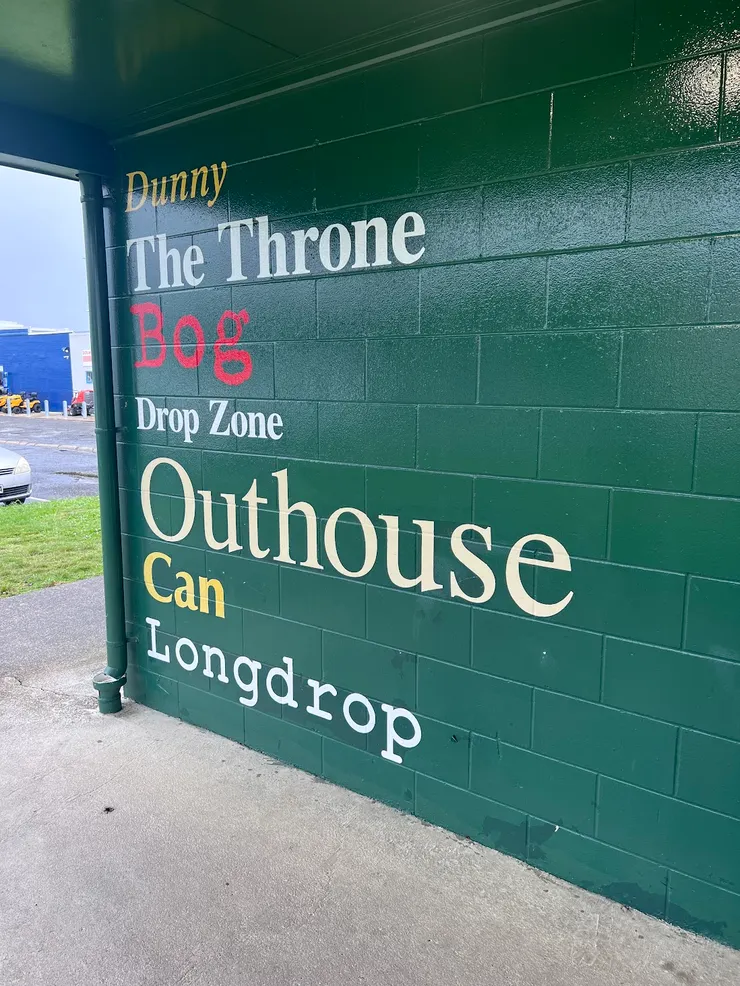 Dunny
The Throne
Bog
Drop Zone
Outhouse
Can
Longdrop